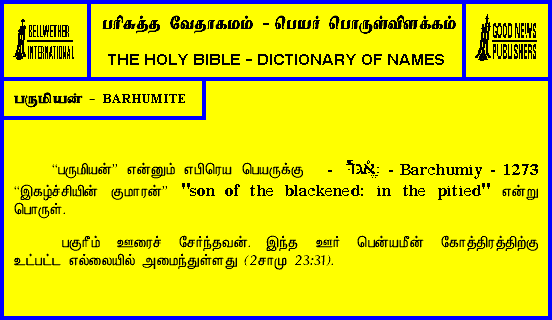 BELLWETHER
INTERNATIONAL
பரிசுத்த வேதாகமம் - பெயர் பொருள்விளக்கம்
THE HOLY BIBLE - DICTIONARY OF NAMES
GOOD NEWS
PUBLISHERS
பருமியன் - BARHUMITE
“பருமியன்” என்னும் எபிரெய பெயருக்கு - - Barchumiy - 1273
“இகழ்ச்சியின் குமாரன்” "son of the blackened: in the pitied" என்று
பொருள்.
பகுரீம் ஊரைச் சேர்ந்தவன். இந்த ஊர் பென்யமீன் கோத்திரத்திற்கு
உட்பட்ட எல்லையில் அமைந்துள்ளது (2சாமு 23:31).